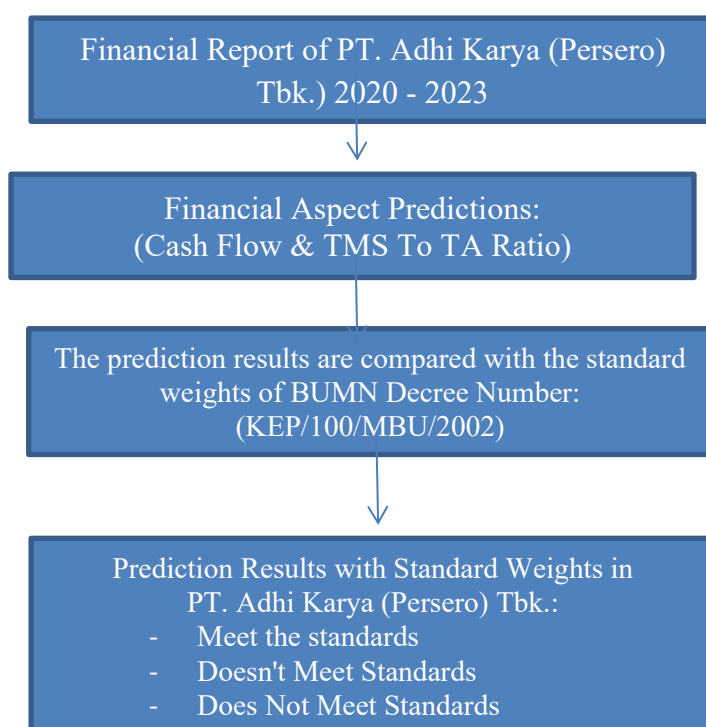 Financial Report of PT. Adhi Karya (Persero)
Tbk.) 2020 - 2023
Financial Aspect Predictions:
(Cash Flow & TMS To TA Ratio)
The prediction results are compared with the standard
weights of BUMN Decree Number:
(KEP/100/MBU/2002)
Prediction Results with Standard Weights in
PT. Adhi Karya (Persero) Tbk.:
- Meet the standards
- Doesn't Meet Standards
- Does Not Meet Standards